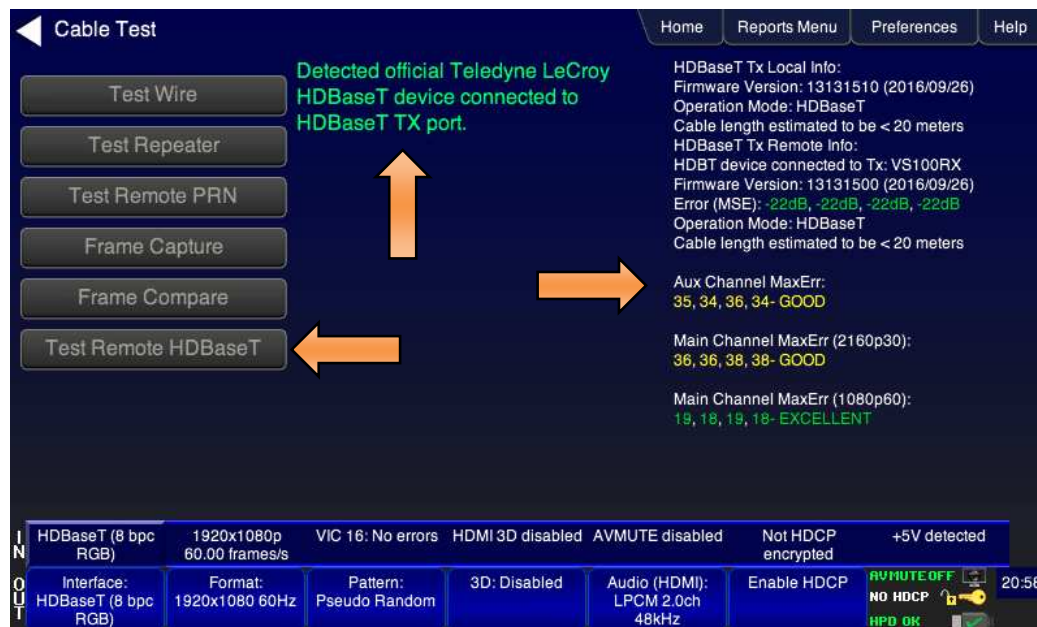 Cable Test
Home
Reports Menu
Preferences
Help
Test Wire
Test Repeater
Test Remote PRN
Frame Capture
Frame Compare
Test Remote HDBaseT
Detected official Teledyne LeCroy
HDBaseT device connected to
HDBaseT TX port.
HDBaseT Tx Local Info:
Firmware Version: 13131510 (2016/09/26)
Operation Mode: HDBaseT
Cable length estimated to be < 20 meters
HDBaseT Tx Remote Info:
HDBT device connected to Tx: VS100RX
Firmware Version: 13131500 (2016/09/26)
Error (MSE): -22dB, -22dB, -22dB, -22dB
Operation Mode: HDBaseT
Cable length estimated to be < 20 meters
Aux Channel MaxErr:
35, 34, 36, 34- GOOD
Main Channel MaxErr (2160p30):
36, 36, 38, 38- GOOD
Main Channel MaxErr (1080p60):
19, 18, 19, 18- EXCELLENT
IN
HDBaseT (8 bpc
RGB)
1920x1080p
60.00 frames/s
VIC 16: No errors
HDMI 3D disabled
AVMUTE disabled
Not HDCP
encrypted
+5V detected
OUT
Interface:
HDBaseT (8 bpc
RGB)
Format:
1920x1080 60Hz
Pattern:
Pseudo Random
3D: Disabled
Audio (HDMI):
LPCM 2.0ch
48kHz
Enable HDCP
AVMUTEOFF
NO HDCP
HPD OK
20:58